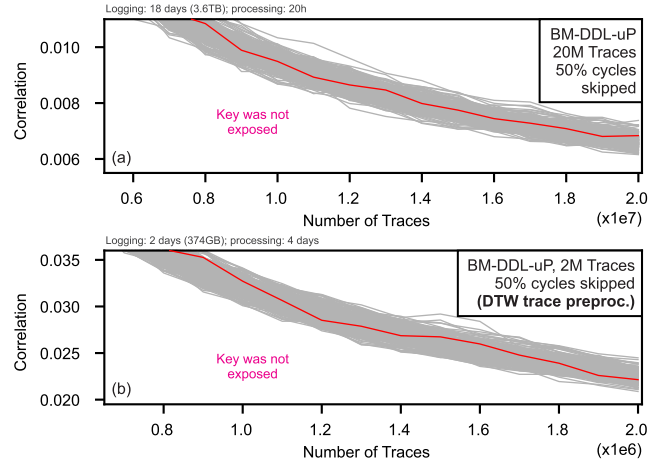 Logging: 18 days (3.6TB); processing: 20h
BM-DDL-uP
20M Traces
50% cycles
skipped
0.010
0.008
0.006
Correlation
Key was not
exposed
(a)
0.6 0.8 1.0 1.2 1.4 1.6 1.8 2.0
Number of Traces
(x1e7)
Logging: 2 days (374GB); processing: 4 days
BM-DDL-uP, 2M Traces
50% cycles skipped
(DTW trace preproc.)
0.035
0.030
0.025
0.020
Correlation
Key was not
exposed
(b)
0.8 1.0 1.2 1.4 1.6 1.8 2.0
Number of Traces
(x1e6)